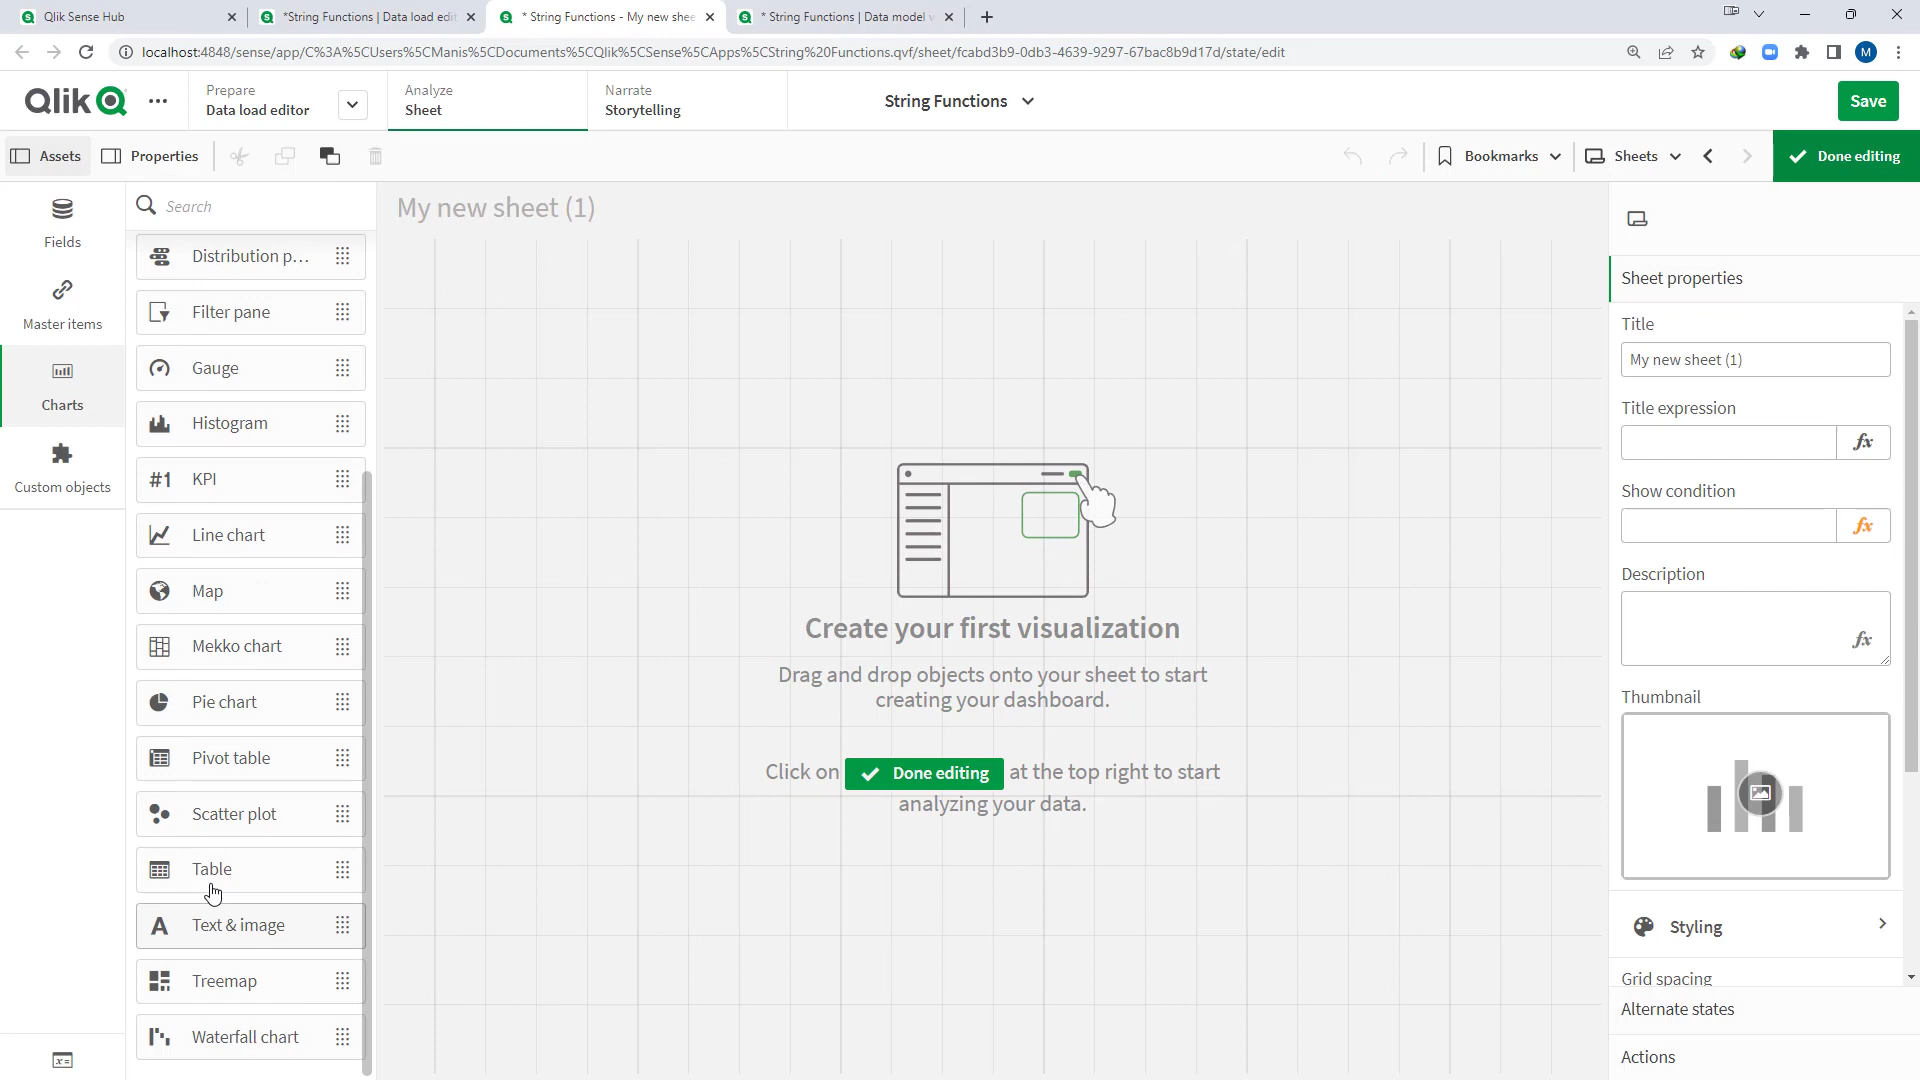 Qlik Sense Hub
*String Functions | Data load edit
* String Functions - My new shee
* String Functions | Data model v
localhost:4848/sense/app/C%3A%5CUsers%5CManis%5CDocuments%5CQlik%5CSense%5CApps%5CString%20Functions.qvf/sheet/fcabd3b9-0db3-4639-9297-67bac8b9d17d/state/edit
M
Qlik
Prepare
Data load editor
Analyze
Sheet
Narrate
Storytelling
String Functions
Save
Assets
Properties
Bookmarks
Sheets
Done editing
Fields
Master items
Charts
Custom objects
Search
Distribution p...
Filter pane
Gauge
Histogram
#1 KPI
Line chart
Map
Mekko chart
Pie chart
Pivot table
Scatter plot
Table
A Text & image
Treemap
Waterfall chart
My new sheet (1)
Create your first visualization
Drag and drop objects onto your sheet to start
creating your dashboard.
Click on Done editing at the top right to start
analyzing your data.
Sheet properties
Title
My new sheet (1)
Title expression
fx
Show condition
fx
Description
fx
Thumbnail
Styling
Grid spacing
Alternate states
Actions